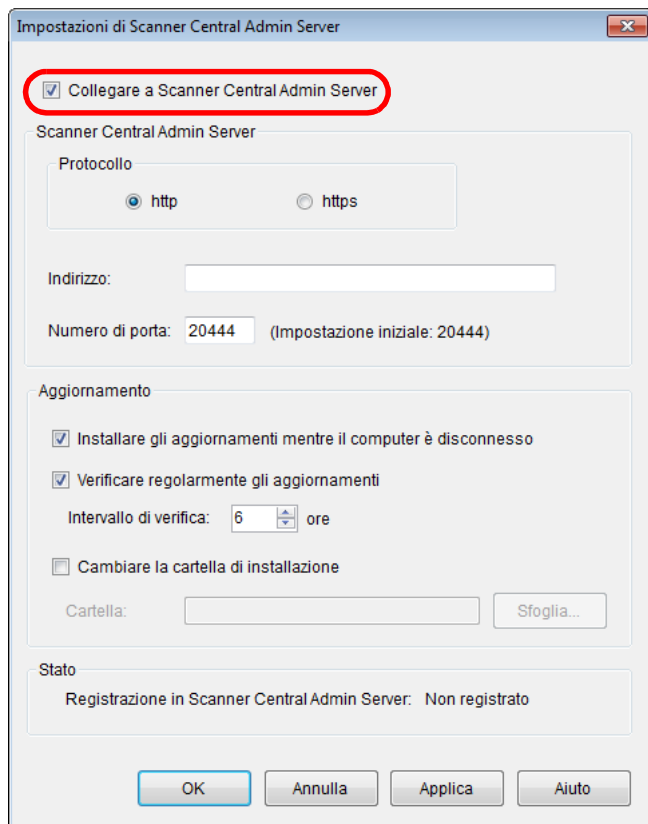 Impostazioni di Scanner Central Admin Server
Collegare a Scanner Central Admin Server
Scanner Central Admin Server
Protocollo
http https
Indirizzo:
Numero di porta: 20444 (Impostazione iniziale: 20444)
Aggiornamento
Installare gli aggiornamenti mentre il computer è disconnesso
Verificare regolarmente gli aggiornamenti
Intervallo di verifica: 6 ore
Cambiare la cartella di installazione
Cartella: Sfoglia...
Stato
Registrazione in Scanner Central Admin Server: Non registrato
OK Annulla Applica Aiuto